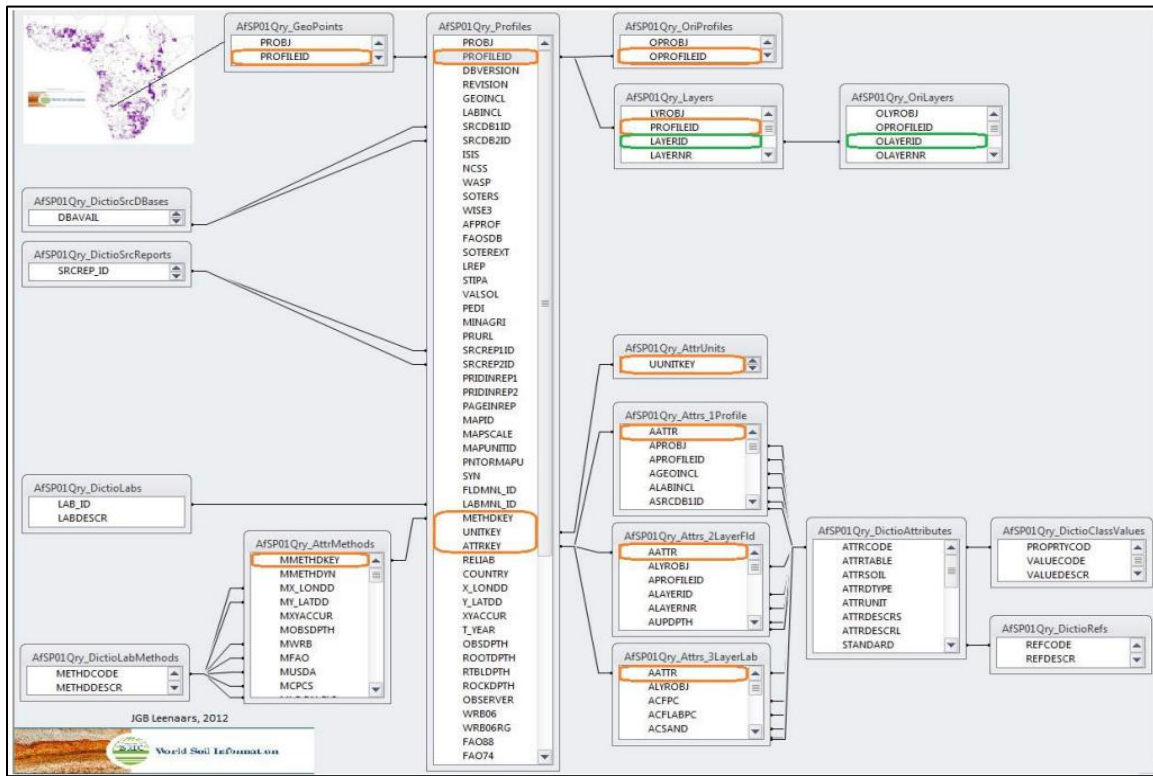 AfSP01Qry_GeoPoints
PROBJ
PROFILEID
AfSP01Qry_Profiles
PROBJ
PROFILEID
DBVERSION
REVISION
GEOINCL
LABINCL
SRCDB1ID
SRCDB2ID
ISIS
NCSS
WASP
SOTERS
WISE3
AFPROF
FAOSDB
SOTEREXT
LREP
STIPA
VALSOL
PEDI
MINAGRI
PRURL
SRCREP1ID
SRCREP2ID
PRIDINREP1
PRIDINREP2
PAGEINREP
MAPID
MAPSCALE
MAPUNITID
PNTORMAPU
SYN
FLDMNL_ID
LABMNL_ID
METHDKEY
UNITKEY
ATTRKEY
RELIAB
COUNTRY
X_LONDD
Y_LATDD
XYACCUR
T_YEAR
OBSDPTH
ROOTDPTH
RTBLDPTH
ROCKDPTH
OBSERVER
WRB06
WRB06RG
FAO88
FAO74
AfSP01Qry_OriProfiles
OPROBJ
OPROFILEID
AfSP01Qry_Layers
LYROBJ
PROFILEID
LAYERID
LAYERNR
AfSP01Qry_OriLayers
OLYROBJ
OPROFILEID
OLAYERID
OLAYERNR
AfSP01Qry_DictioSrcDBases
DBAVAIL
AfSP01Qry_DictioSrcReports
SRCREP_ID
AfSP01Qry_AttrUnits
UUNITKEY
AfSP01Qry_Attrs_1Profile
AATTR
APROBJ
APROFILEID
AGEOINCL
ALABINCL
ASRCDB1ID
AfSP01Qry_DictioLabs
LAB_ID
LABDESCR
AfSP01Qry_AttrMethods
MMETHDKEY
MMETHDYN
MX_LONDD
MY_LATDD
MXYACCUR
MOBSDPTH
MWRB
MFAO
MUSDA
MCPCS
AfSP01Qry_Attrs_2LayerFld
AATTR
ALYROBJ
APROFILEID
ALAYERID
ALAYERNR
AUPDPTH
AfSP01Qry_DictioAttributes
ATTRCODE
ATTRTABLE
ATTRSOIL
ATTRDTYPE
ATTRUNIT
ATTRDESCRS
ATTRDESCRL
STANDARD
AfSP01Qry_DictioClassValues
PROPRTYCOD
VALUECODE
VALUEDESCR
AfSP01Qry_DictioRefs
REFCODE
REFDESCR
AfSP01Qry_DictioLabMethods
METHDCODE
METHDDESCR
AfSP01Qry_Attrs_3LayerLab
AATTR
ALYROBJ
ACFPC
ACFLABPC
ACSAND
JGB Leenaars, 2012
World Soil Information